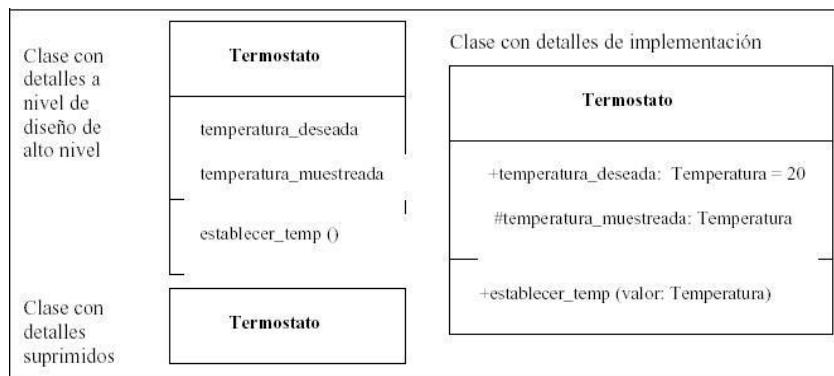 Clase con
detalles a
nivel de
diseño de
alto nivel
Termostato
temperatura_deseada
temperatura_muestreada
establecer_temp ()
Clase con
detalles
suprimidos
Termostato
Clase con detalles de implementación
Termostato
+temperatura_deseada: Temperatura = 20
#temperatura_muestreada: Temperatura
+establecer_temp (valor: Temperatura)